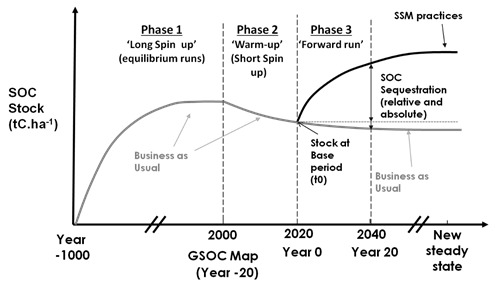 SSM practices
Phase 1
'Long Spin up'
(equilibrium runs)
Phase 2
'Warm-up'
(Short Spin
up)
Phase 3
'Forward run'
SOC
Stock
(tC.ha⁻¹)
SOC
Sequestration
(relative and
absolute)
Business as
Usual
Stock at
Base
period
(t0)
Business as
Usual
Year
-1000
2000
GSOC Map
(Year -20)
2020
Year 0
2040
Year 20
New
steady
state